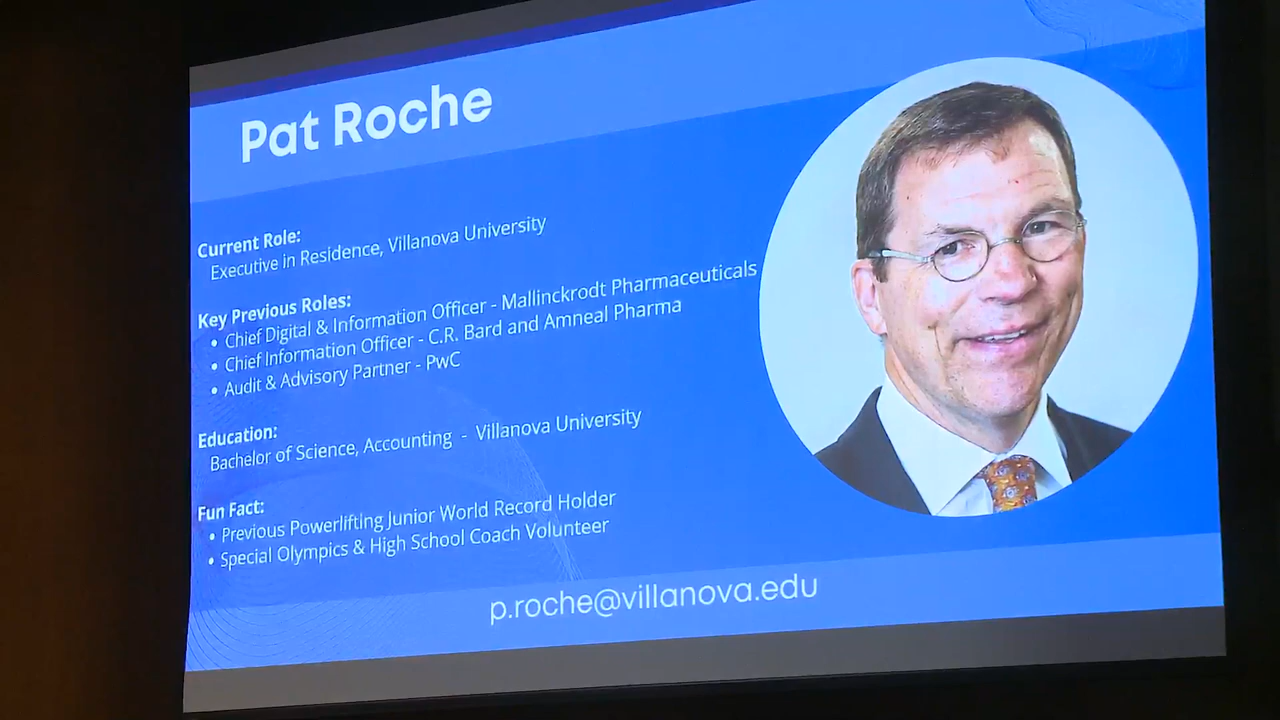 Pat Roche
Current Role:
Executive in Residence, Villanova University
Key Previous Roles:
• Chief Digital & Information Officer - Mallinckrodt Pharmaceuticals
• Chief Information Officer - C.R. Bard and Amneal Pharma
• Audit & Advisory Partner - PwC
Education:
Bachelor of Science, Accounting - Villanova University
Fun Fact:
• Previous Powerlifting Junior World Record Holder
• Special Olympics & High School Coach Volunteer
p.roche@villanova.edu